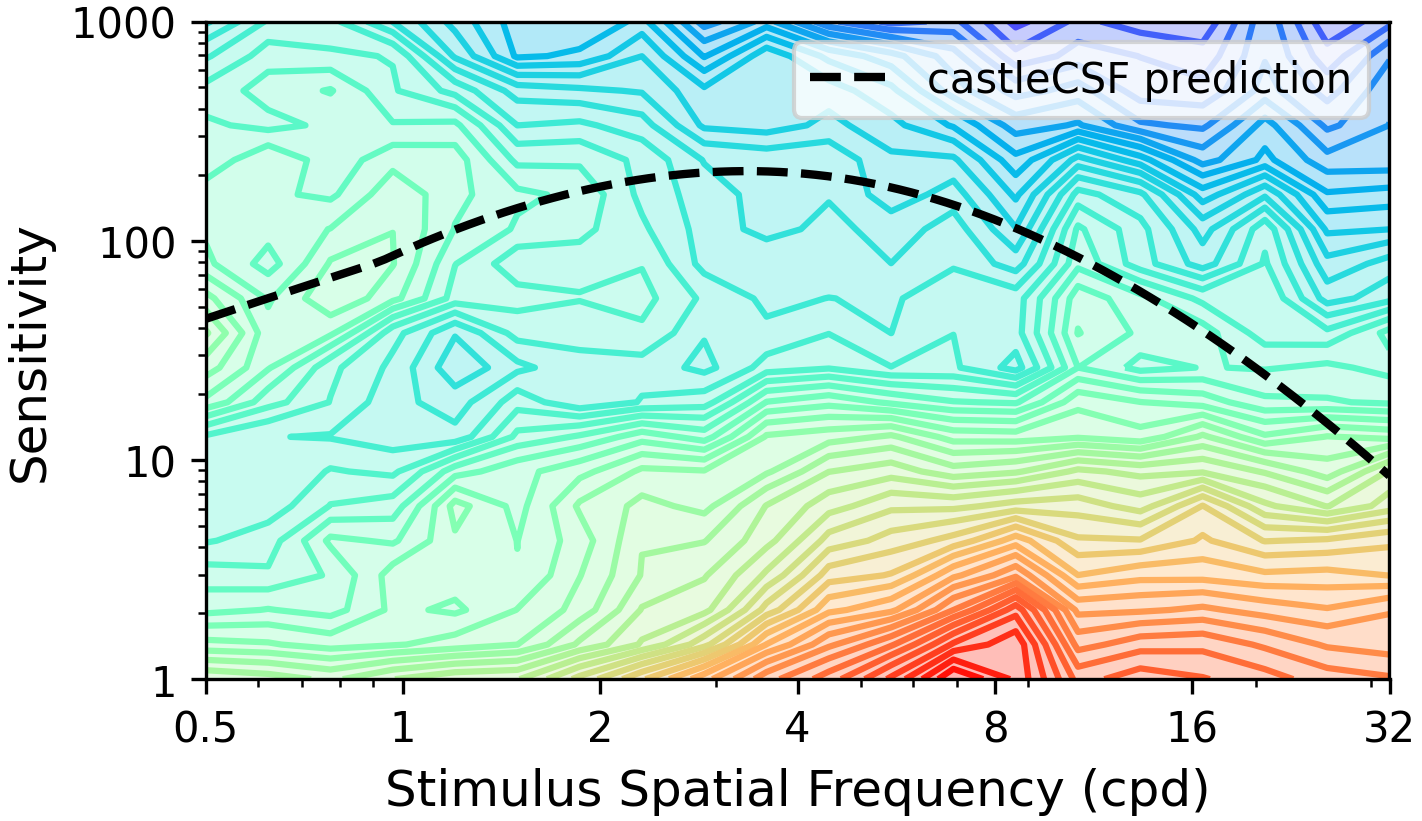 1000
100
10
1
Sensitivity
castleCSF prediction
0.5 1 2 4 8 16 32
Stimulus Spatial Frequency (cpd)